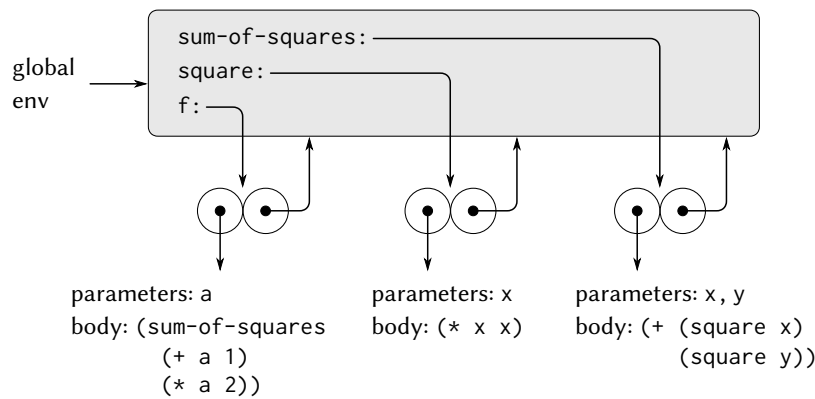 sum-of-squares:
global
env
square:
f:
parameters: a
body: (sum-of-squares
(+ a 1)
(* a 2))
parameters: x
body: (* x x)
parameters: x, y
body: (+ (square x)
(square y))